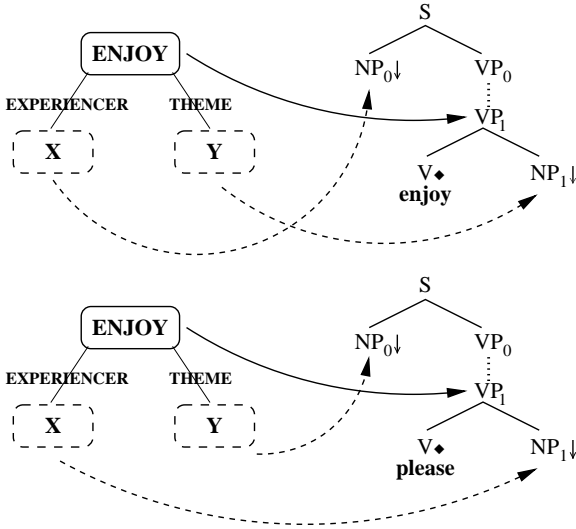 S
ENJOY
NP0↓ VP0
EXPERIENCER THEME
VP1
X Y
V◆ NP1↓
enjoy
S
ENJOY
NP0↓ VP0
EXPERIENCER THEME
VP1
X Y
V◆ NP1↓
please